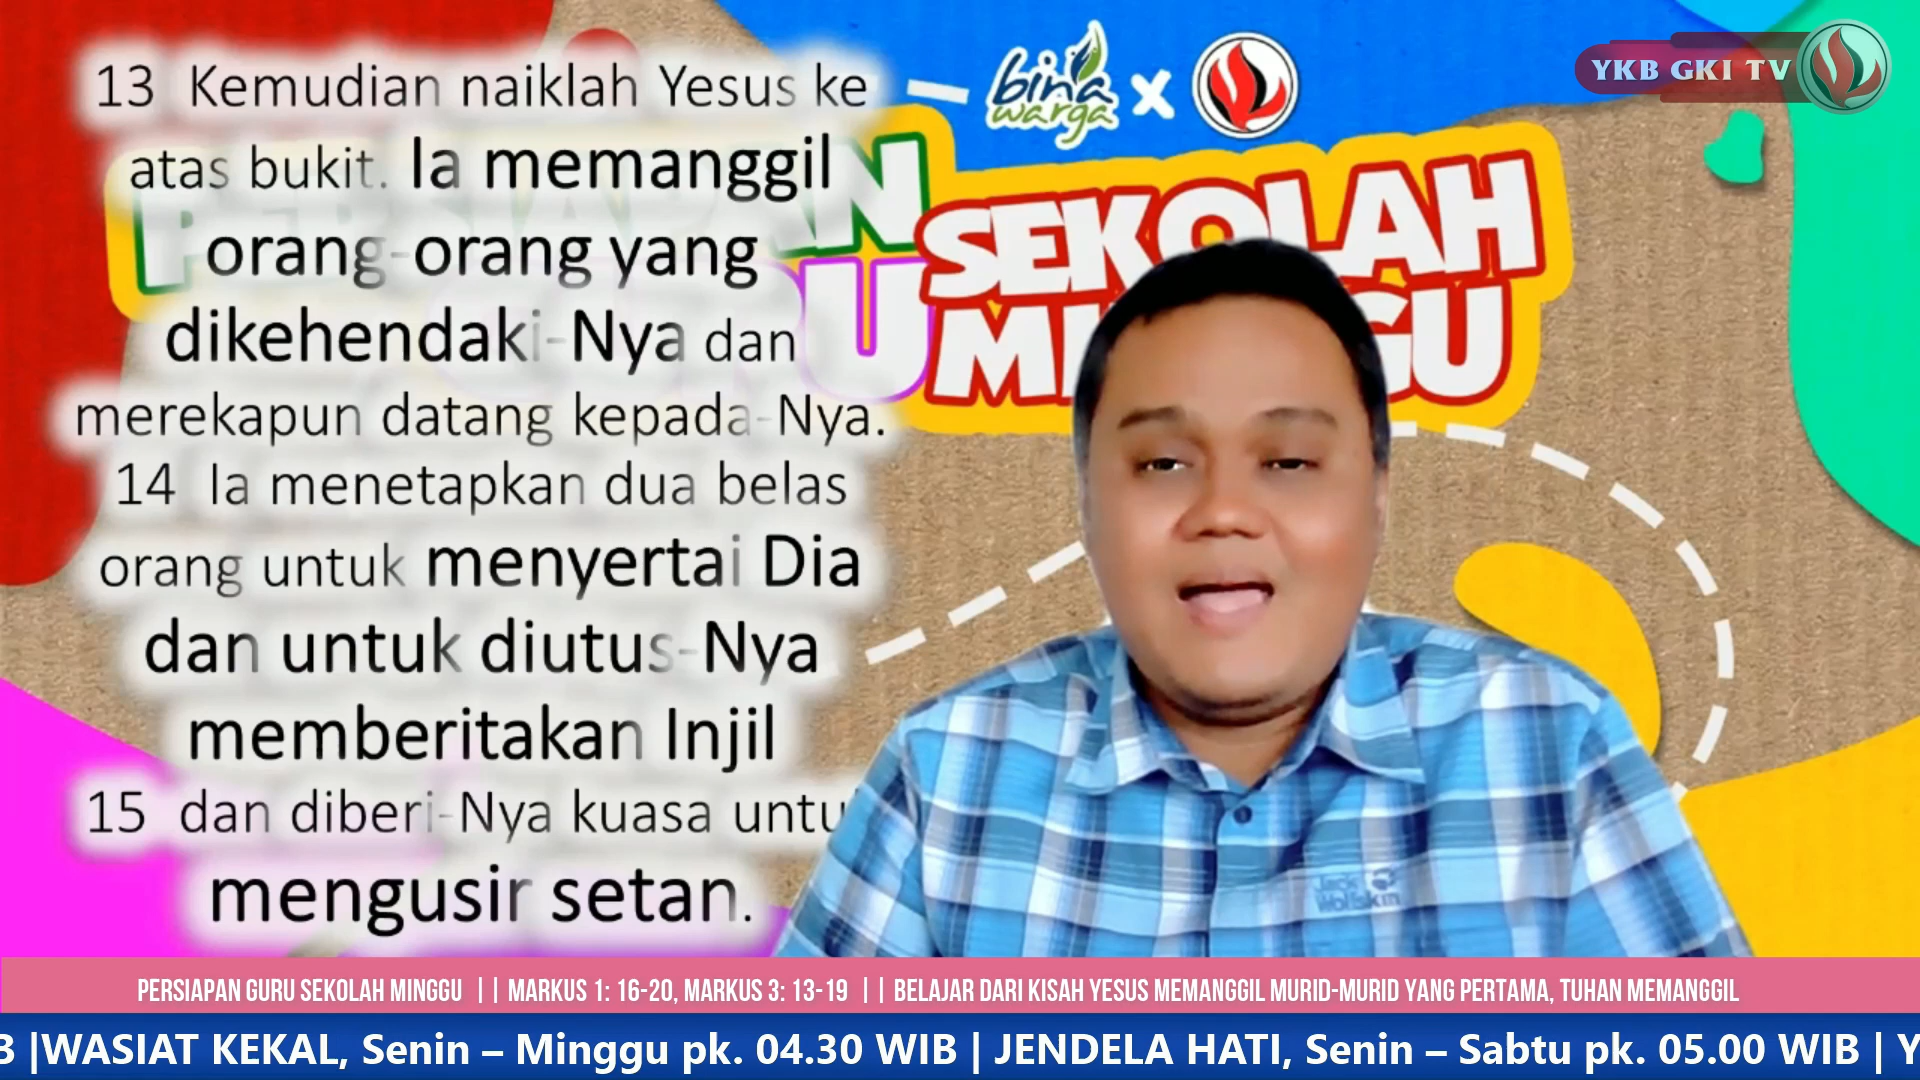 13 Kemudian naiklah Yesus ke
atas bukit. Ia memanggil
orang-orang yang
dikehendaki-Nya dan
merekapun datang kepada-Nya.
14 Ia menetapkan dua belas
orang untuk menyertai Dia
dan untuk diutus-Nya
memberitakan Injil
15 dan diberi-Nya kuasa untu
mengusir setan.
bina
warga
x
YKB GKI TV
PERSIAPAN
SEKOLAH
Jack
Wolfskin
PERSIAPAN GURU SEKOLAH MINGGU || MARKUS 1: 16-20, MARKUS 3: 13-19 || BELAJAR DARI KISAH YESUS MEMANGGIL MURID-MURID YANG PERTAMA, TUHAN MEMANGGIL
B |WASIAT KEKAL, Senin – Minggu pk. 04.30 WIB | JENDELA HATI, Senin – Sabtu pk. 05.00 WIB | Y